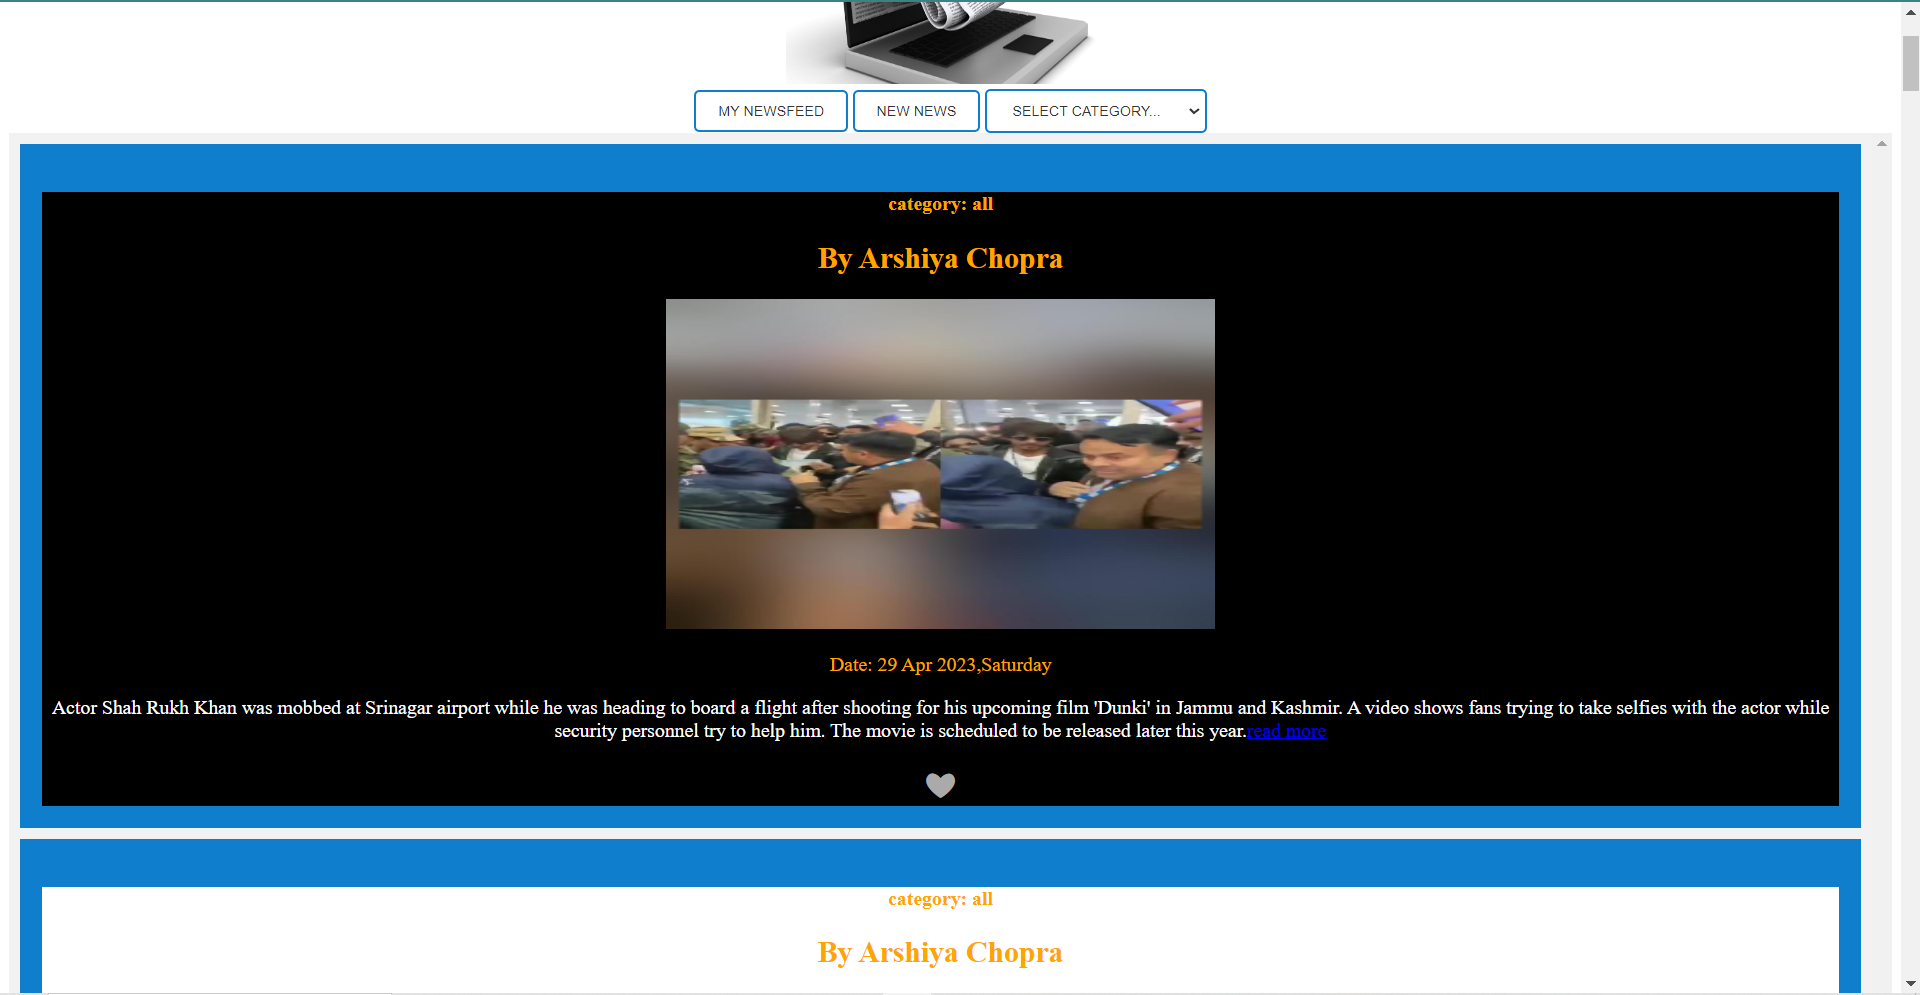 MY NEWSFEED NEW NEWS SELECT CATEGORY...
category: all
By Arshiya Chopra
Date: 29 Apr 2023,Saturday
Actor Shah Rukh Khan was mobbed at Srinagar airport while he was heading to board a flight after shooting for his upcoming film 'Dunki' in Jammu and Kashmir. A video shows fans trying to take selfies with the actor while
security personnel try to help him. The movie is scheduled to be released later this year.read more
category: all
By Arshiya Chopra